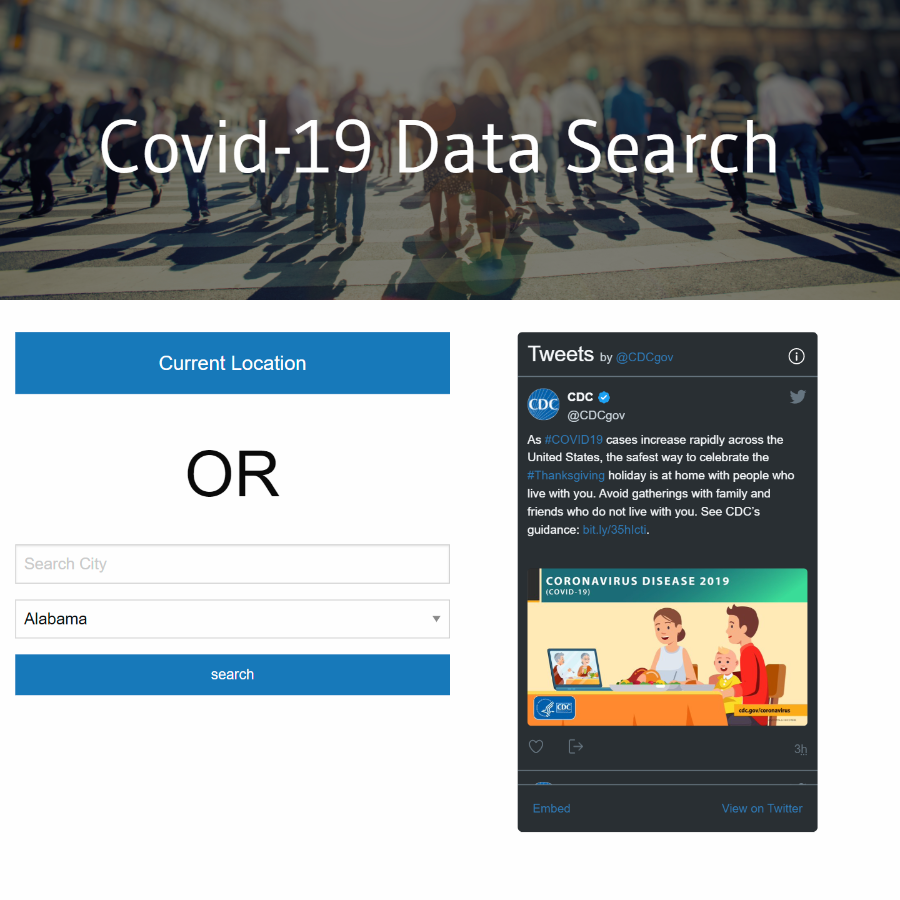 Covid-19 Data Search
Current Location
OR
Search City
Alabama
search
Tweets by @CDCgov
CDC
CDC
@CDCgov
As #COVID19 cases increase rapidly across the
United States, the safest way to celebrate the
#Thanksgiving holiday is at home with people who
live with you. Avoid gatherings with family and
friends who do not live with you. See CDC's
guidance: bit.ly/35hIcti.
CORONAVIRUS DISEASE 2019
(COVID-19)
CDC
cdc.gov/coronavirus
3h
Embed
View on Twitter